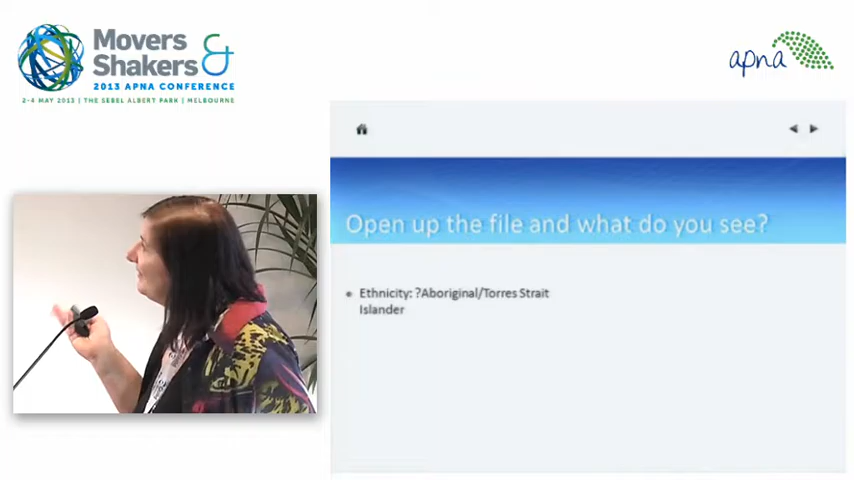 Movers
Shakers &
2013 APNA CONFERENCE
2-4 MAY 2013 | THE SEBEL ALBERT PARK | MELBOURNE
apna
Open up the file and what do you see?
Ethnicity: ?Aboriginal/Torres Strait
Islander